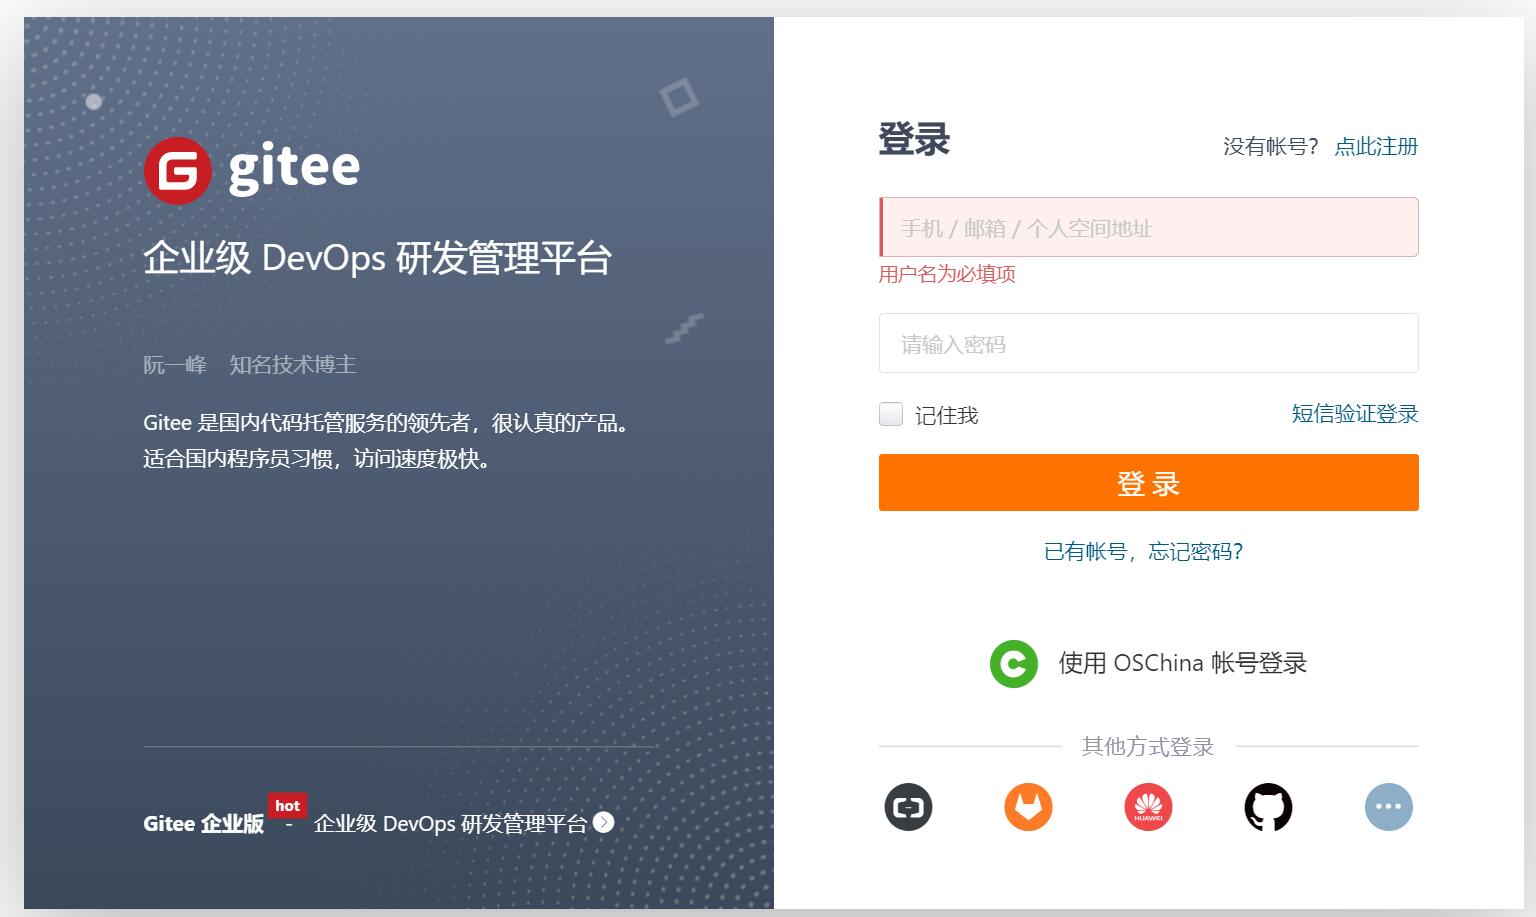 gitee
企业级 DevOps 研发管理平台
阮一峰 知名技术博主
Gitee 是国内代码托管服务的领先者，很认真的产品。
适合国内程序员习惯，访问速度极快。
hot
Gitee 企业版 - 企业级 DevOps 研发管理平台
登录
没有帐号？ 点此注册
手机 / 邮箱 / 个人空间地址
用户名为必填项
请输入密码
记住我
短信验证登录
登 录
已有帐号，忘记密码？
使用 OSChina 帐号登录
其他方式登录
HUAWEI